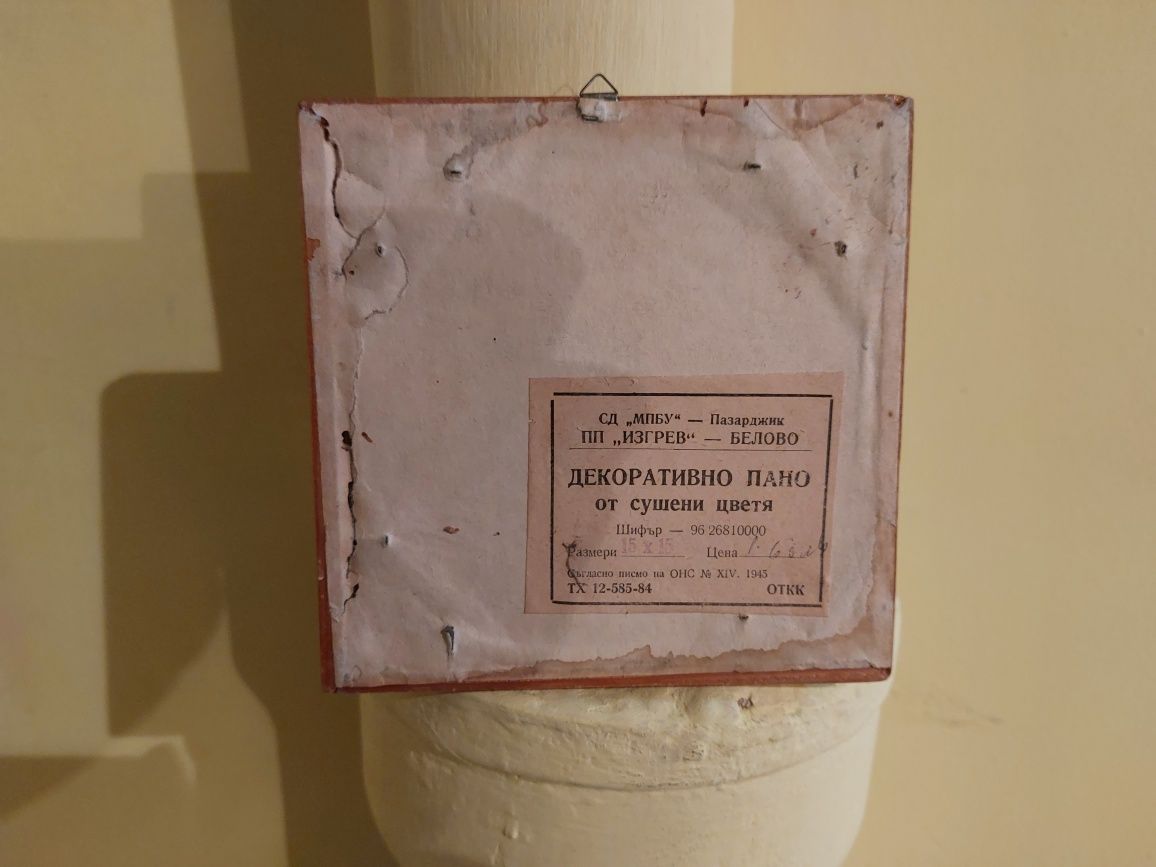 СД „МПБУ“ — Пазарджик
ПП „ИЗГРЕВ“ — БЕЛОВО
ДЕКОРАТИВНО ПАНО
от сушени цветя
Шифър — 96 26810000
Размери 15 x 15 Цена
Съгласно писмо на ОНС № XIV. 1945
ТХ 12-585-84 ОТКК